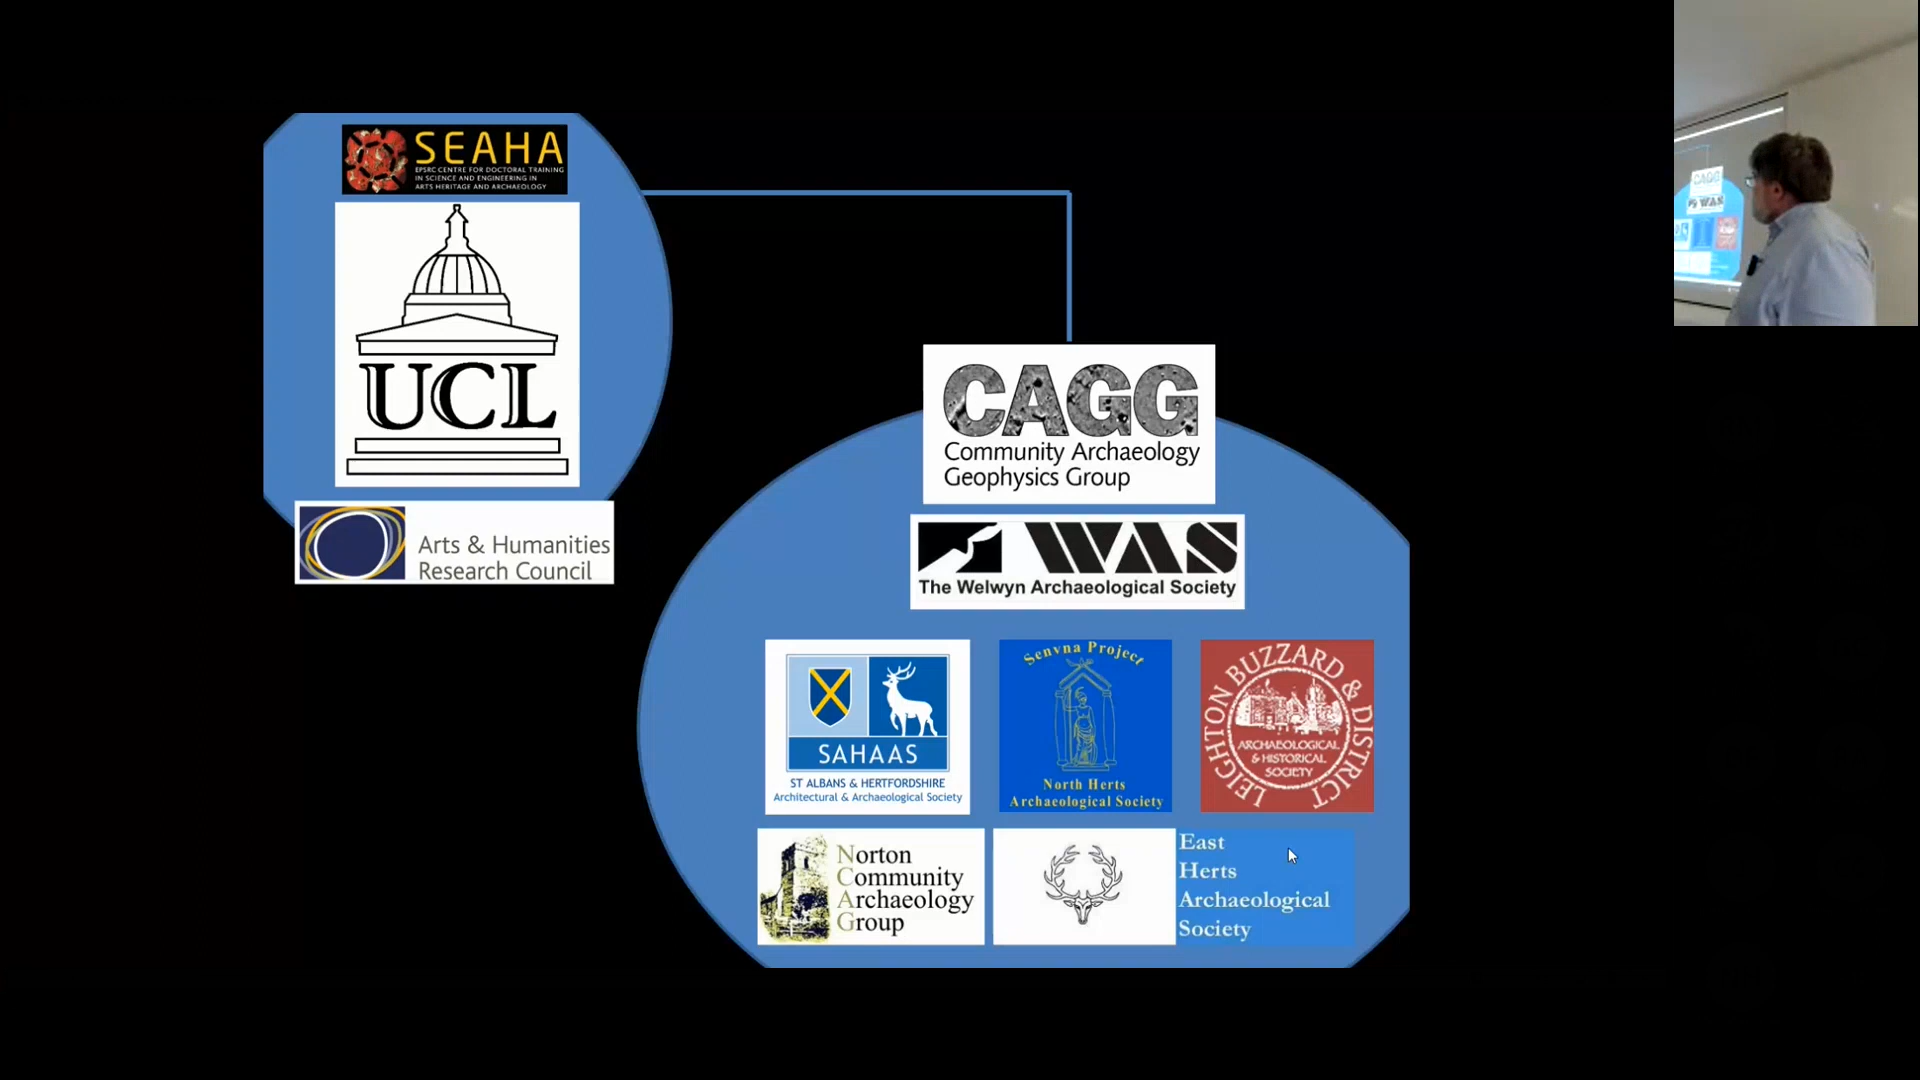 SEAHA
EPSRC CENTRE FOR DOCTORAL TRAINING
IN SCIENCE AND ENGINEERING IN
ARTS HERITAGE AND ARCHAEOLOGY
UCL
Arts & Humanities
Research Council
CAGG
Community Archaeology
Geophysics Group
WAS
The Welwyn Archaeological Society
SAHAAS
ST ALBANS & HERTFORDSHIRE
Architectural & Archaeological Society
Senvna Project
North Herts
Archaeological Society
LEIGHTON BUZZARD & DISTRICT
ARCHAEOLOGICAL
& HISTORICAL
SOCIETY
Norton
Community
Archaeology
Group
East
Herts
Archaeological
Society
CAGG
WAS